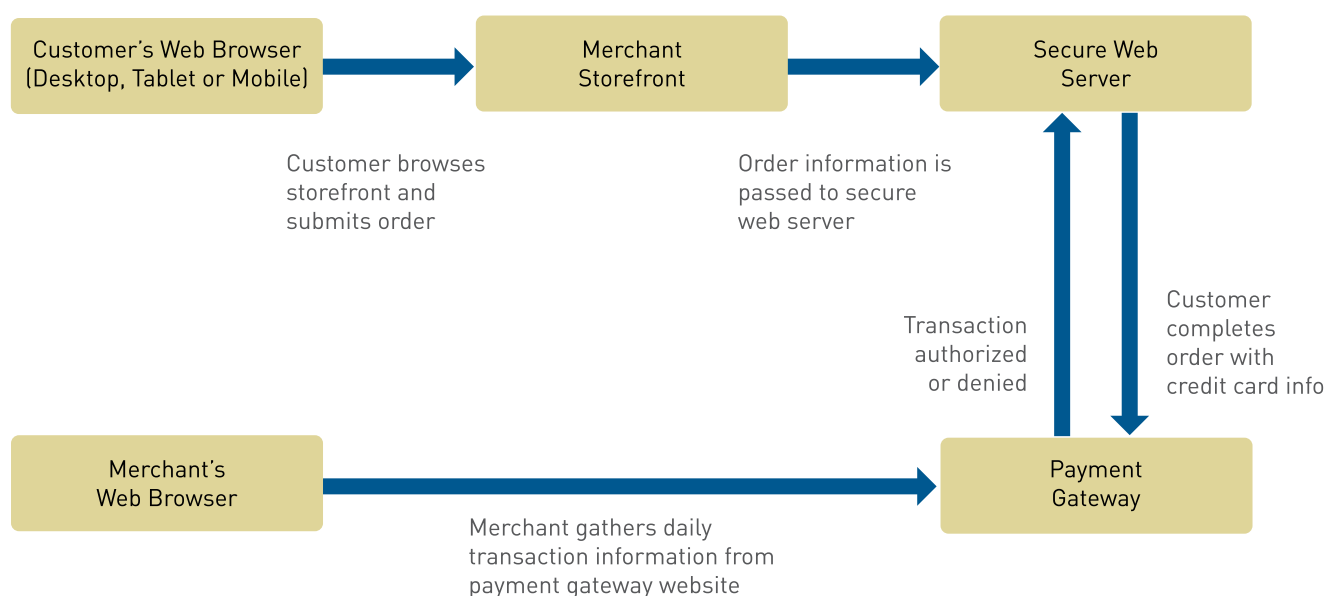 Customer’s Web Browser
(Desktop, Tablet or Mobile)
Merchant
Storefront
Secure Web
Server
Customer browses
storefront and
submits order
Order information is
passed to secure
web server
Transaction
authorized
or denied
Customer
completes
order with
credit card info
Merchant’s
Web Browser
Payment
Gateway
Merchant gathers daily
transaction information from
payment gateway website